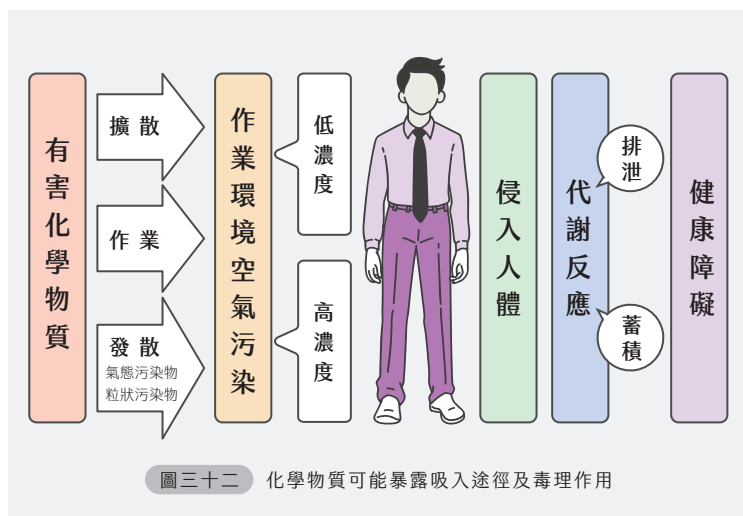 有害化學物質
擴散
作業
發散
氣態污染物
粒狀污染物
作業環境空氣污染
低濃度
高濃度
侵入人體
代謝反應
排泄
蓄積
健康障礙
圖三十二 化學物質可能暴露吸入途徑及毒理作用